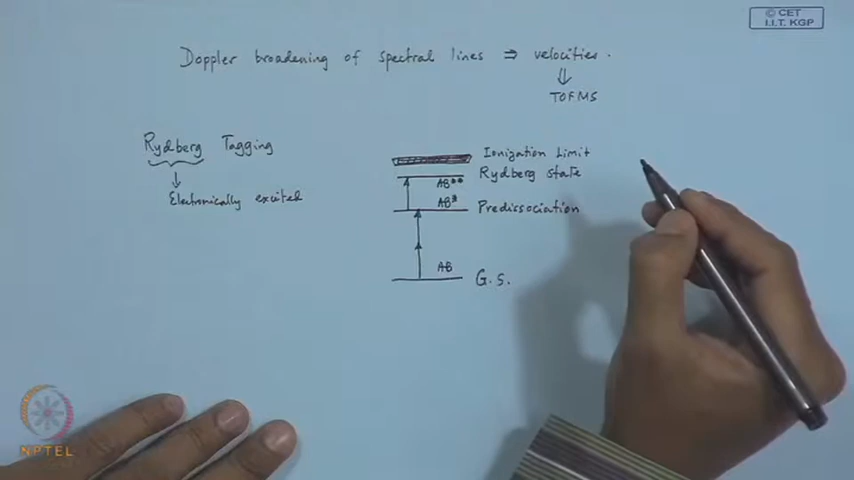 © CET
I.I.T. KGP
Doppler broadening of spectral lines ⇒ velocities.
⇓
TOFMS
Rydberg Tagging
Electronically excited
Ionization Limit
Rydberg state
AB**
AB*
Predissociation
AB
G.S.
NPTEL